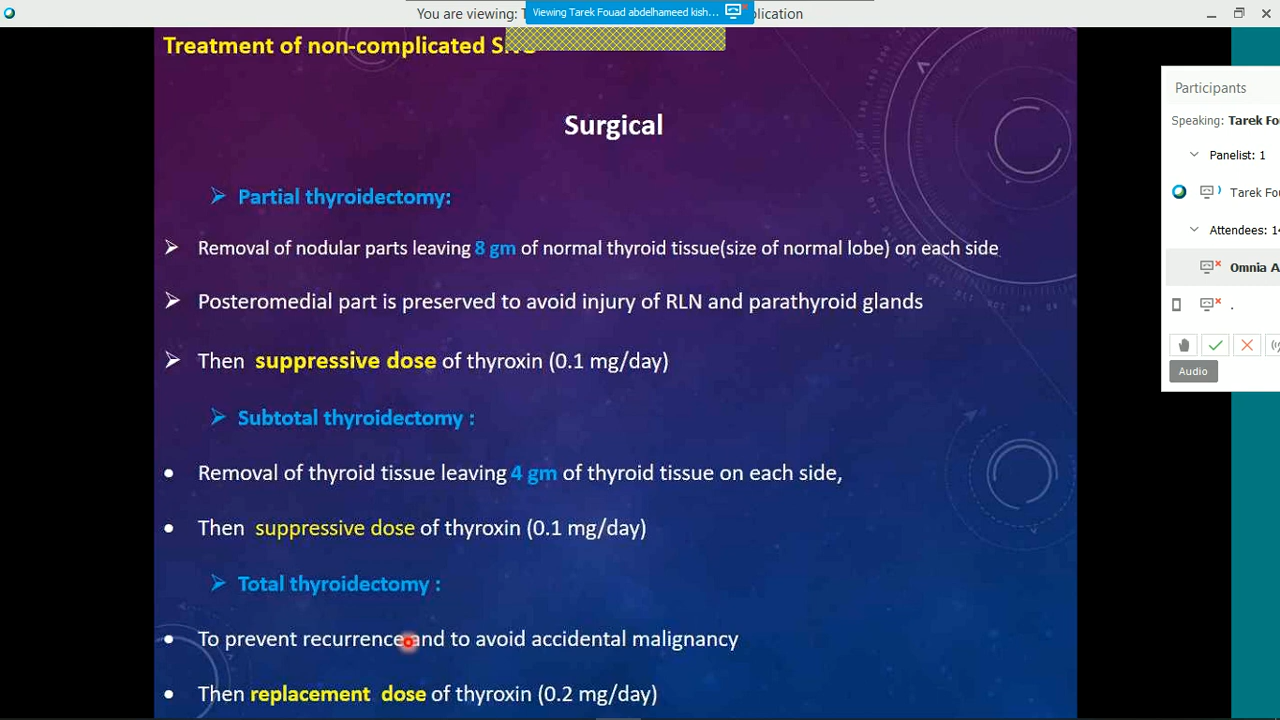 You are viewing:
Viewing Tarek Fouad abdelhameed kish...
Treatment of non-complicated
Surgical
Partial thyroidectomy:
Removal of nodular parts leaving 8 gm of normal thyroid tissue(size of normal lobe) on each side
Posteromedial part is preserved to avoid injury of RLN and parathyroid glands
Then suppressive dose of thyroxin (0.1 mg/day)
Subtotal thyroidectomy :
Removal of thyroid tissue leaving 4 gm of thyroid tissue on each side,
Then suppressive dose of thyroxin (0.1 mg/day)
Total thyroidectomy :
To prevent recurrence and to avoid accidental malignancy
Then replacement dose of thyroxin (0.2 mg/day)
Participants
Speaking: Tarek Fo
Panelist: 1
Tarek Fo
Attendees: 14
Omnia A
.
Audio